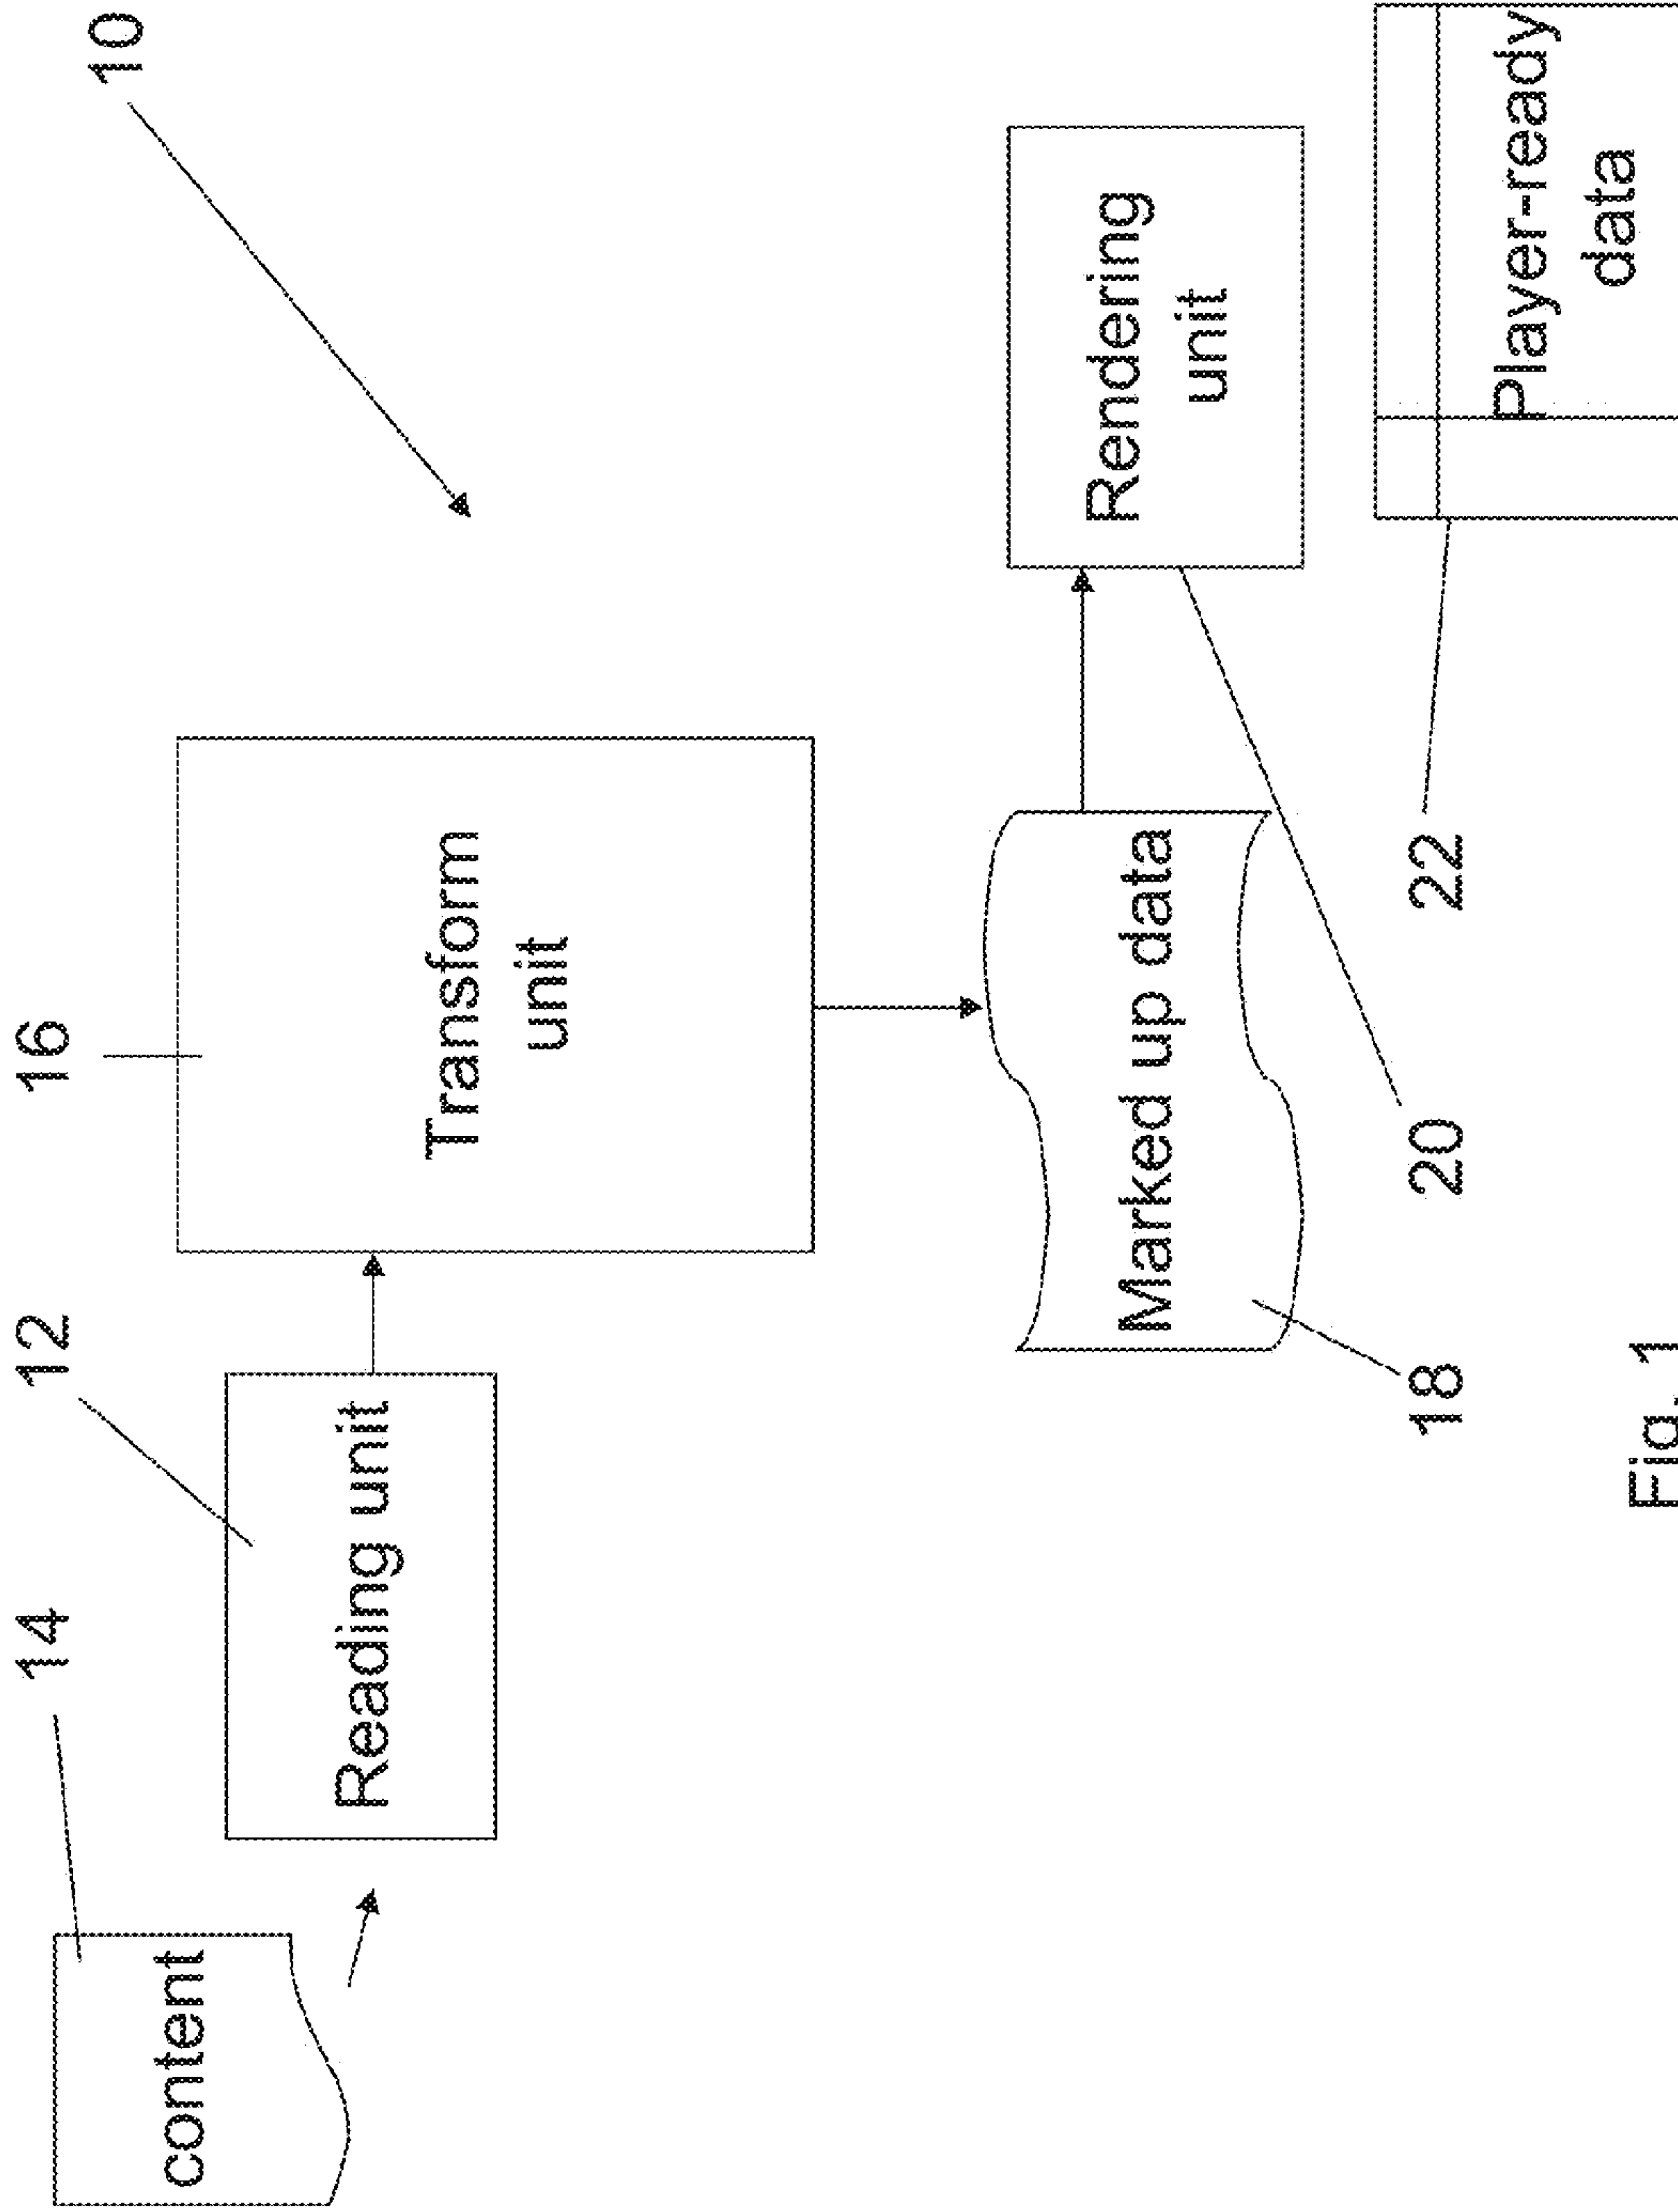 10
14
12
16
content
Reading unit
Transform
unit
Marked up data
Rendering
unit
18
20
22
Player-ready
data
Fig. 1